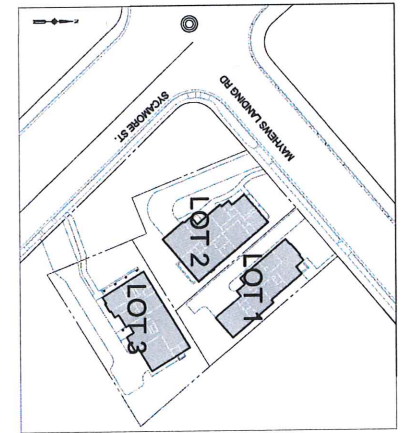 SYCAMORE ST.
MAYHEWS LANDING RD
LOT 2
LOT 1
LOT 3